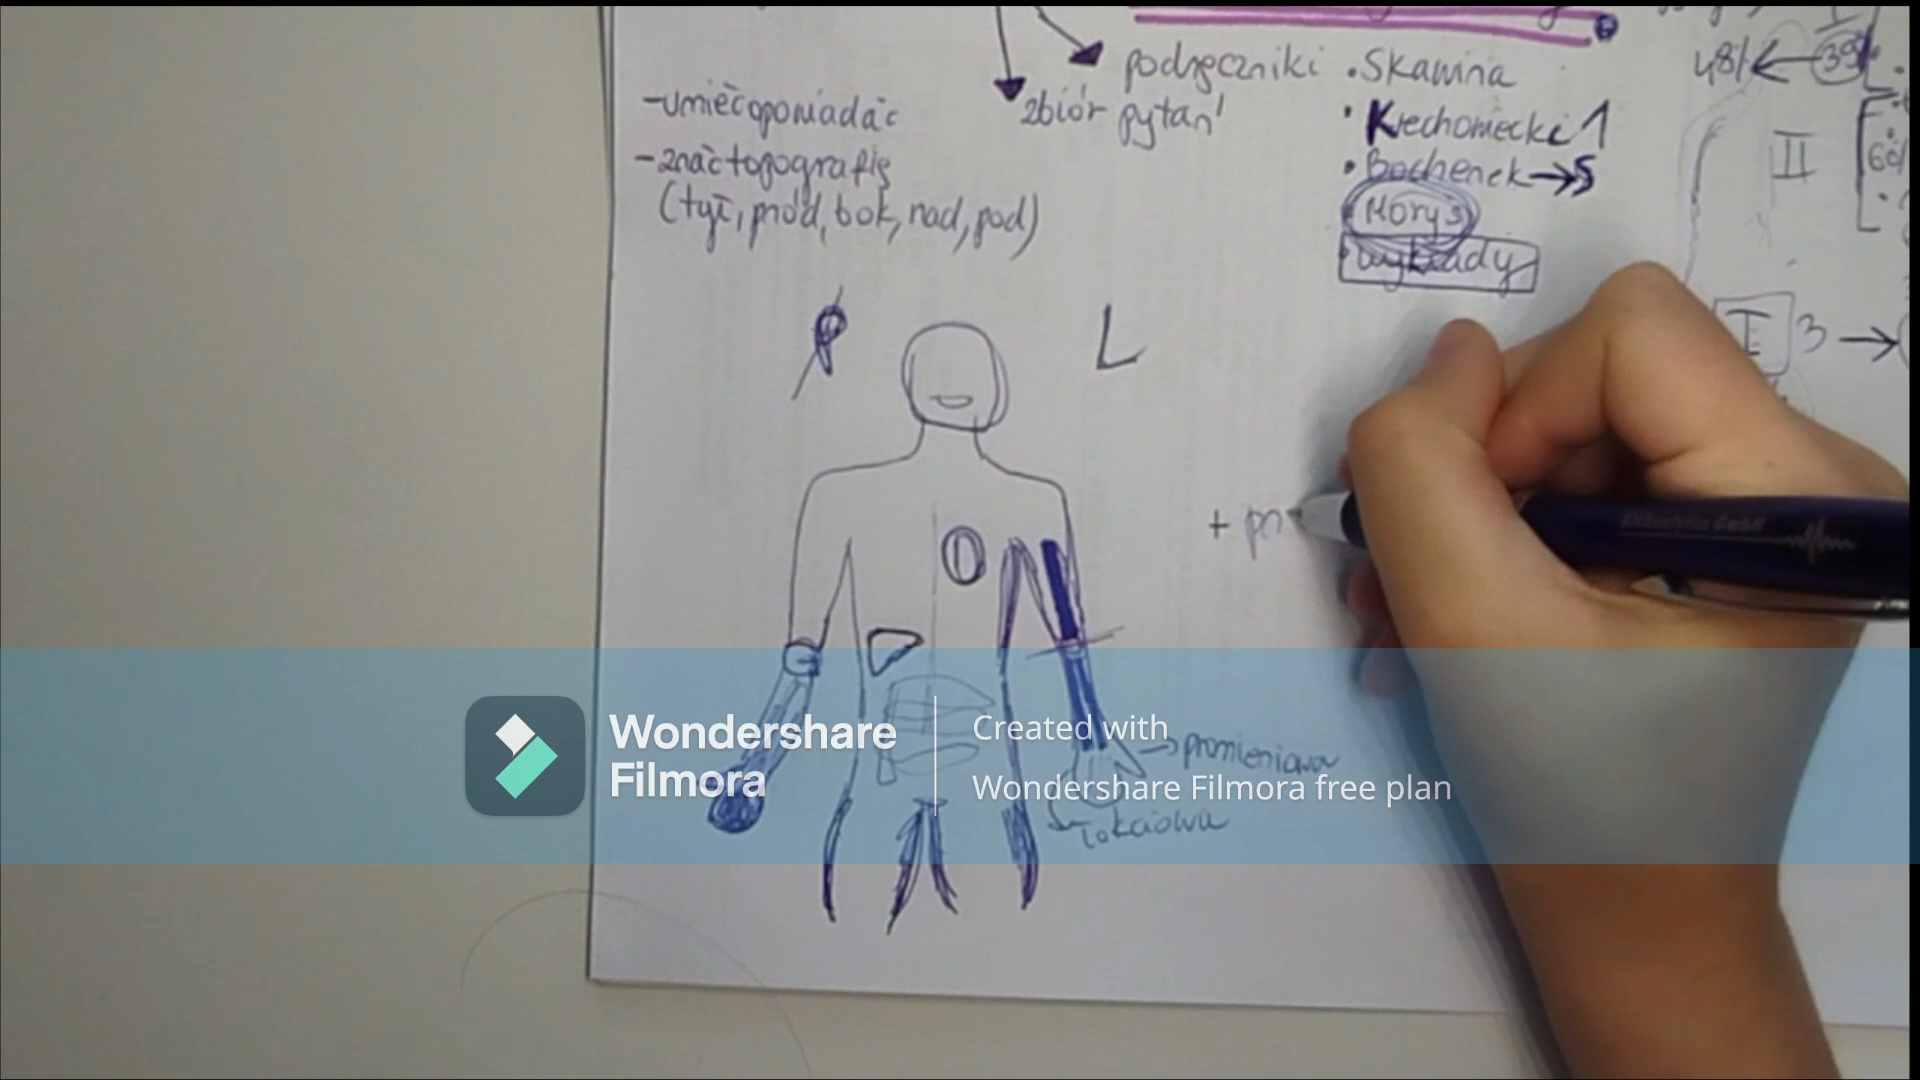 podręczniki
• Skawina
• Krechowiecki 1
• Bochenek → 5
Moryś
wykłady
zbiór pytań
- umieć opowiadać
- znać topografię
(tył, przód, bok, nad, pod)
P
L
48% ← 39%
II
60
I 3 →
+
Wondershare
Filmora
Created with
Wondershare Filmora free plan
→ promieniowa
łokciowa